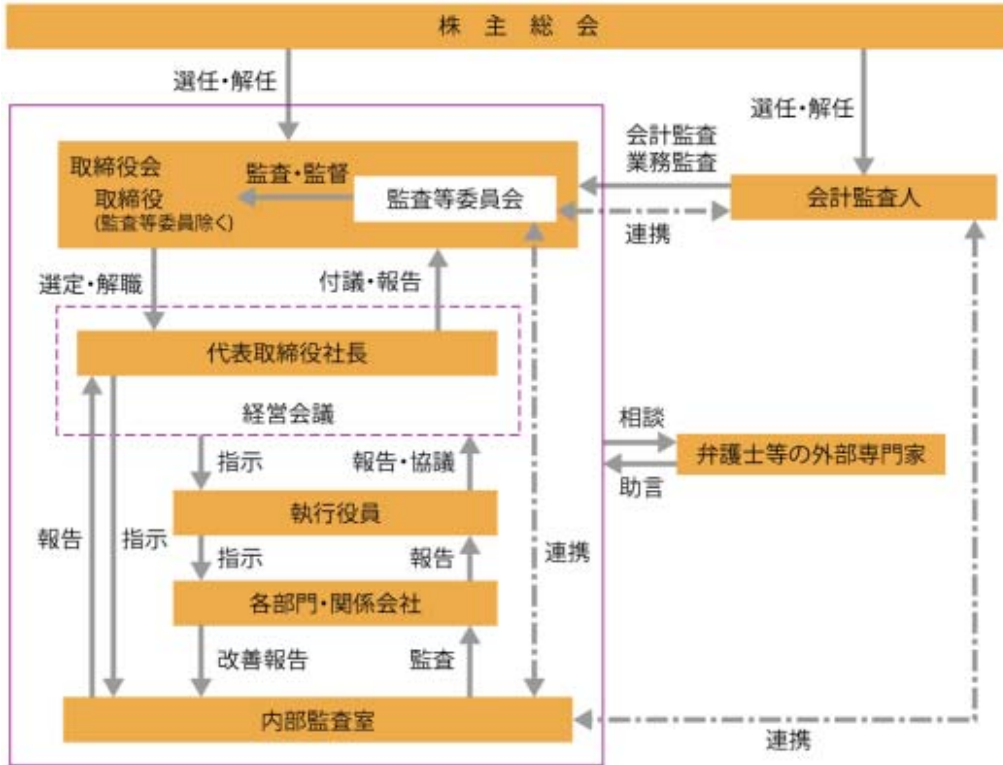 株主総会
選任・解任
選任・解任
取締役会
取締役
(監査等委員除く)
監査・監督
監査等委員会
会計監査
業務監査
会計監査人
連携
選定・解職
付議・報告
代表取締役社長
経営会議
相談
弁護士等の外部専門家
助言
指示
報告・協議
執行役員
報告
指示
指示
報告
連携
各部門・関係会社
改善報告
監査
内部監査室
連携